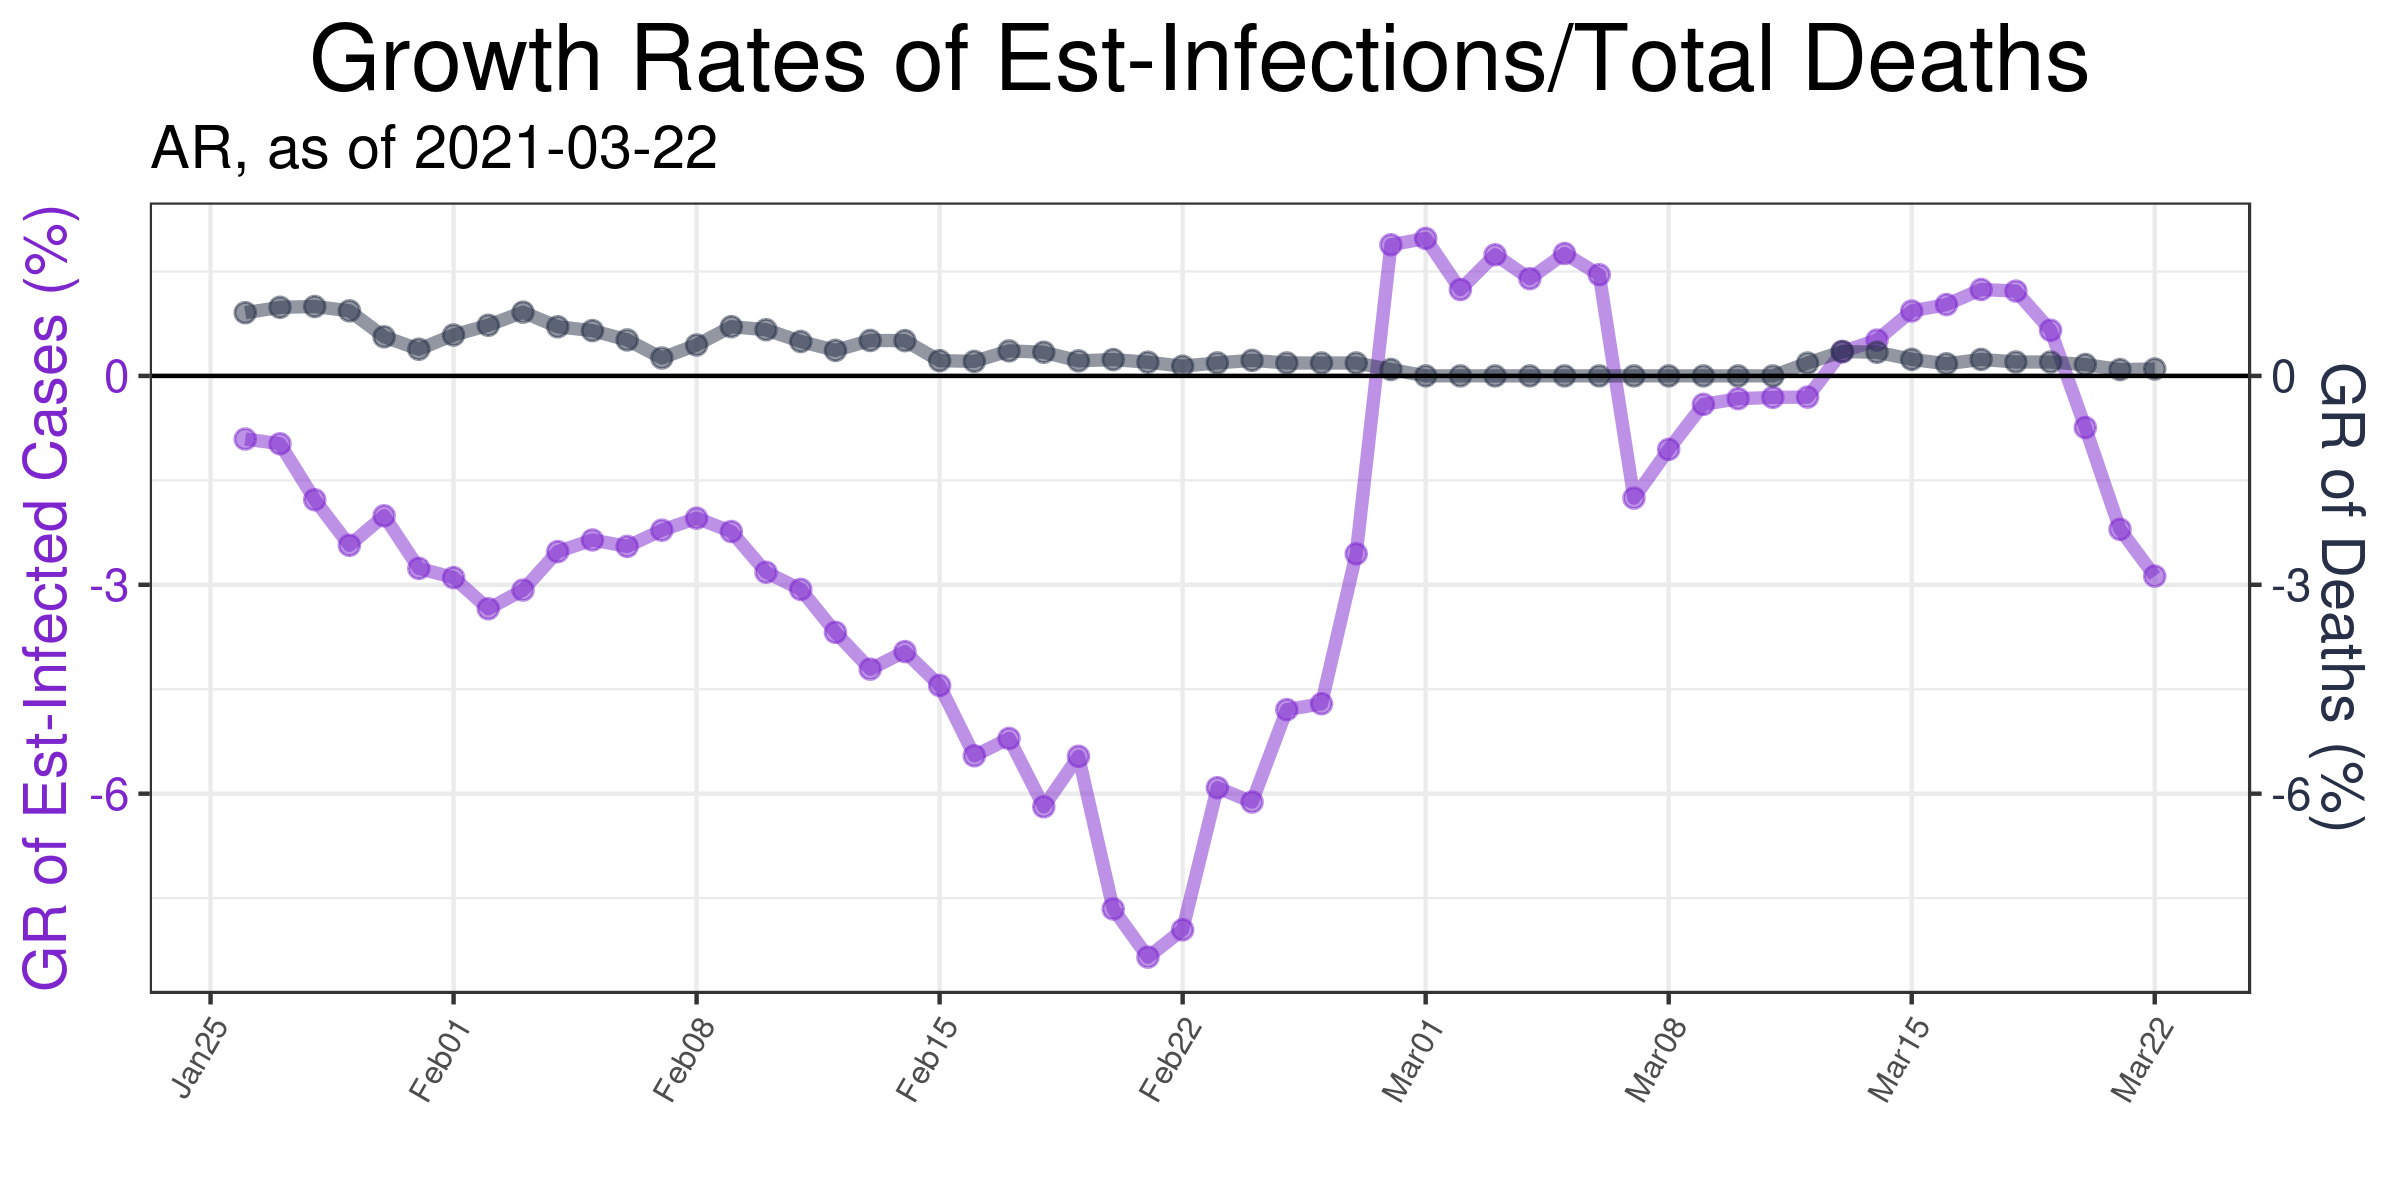 Growth Rates of Est-Infections/Total Deaths
AR, as of 2021-03-22
GR of Est-Infected Cases (%)
0
-3
-6
0
-3
-6
GR of Deaths (%)
Jan25
Feb01
Feb08
Feb15
Feb22
Mar01
Mar08
Mar15
Mar22